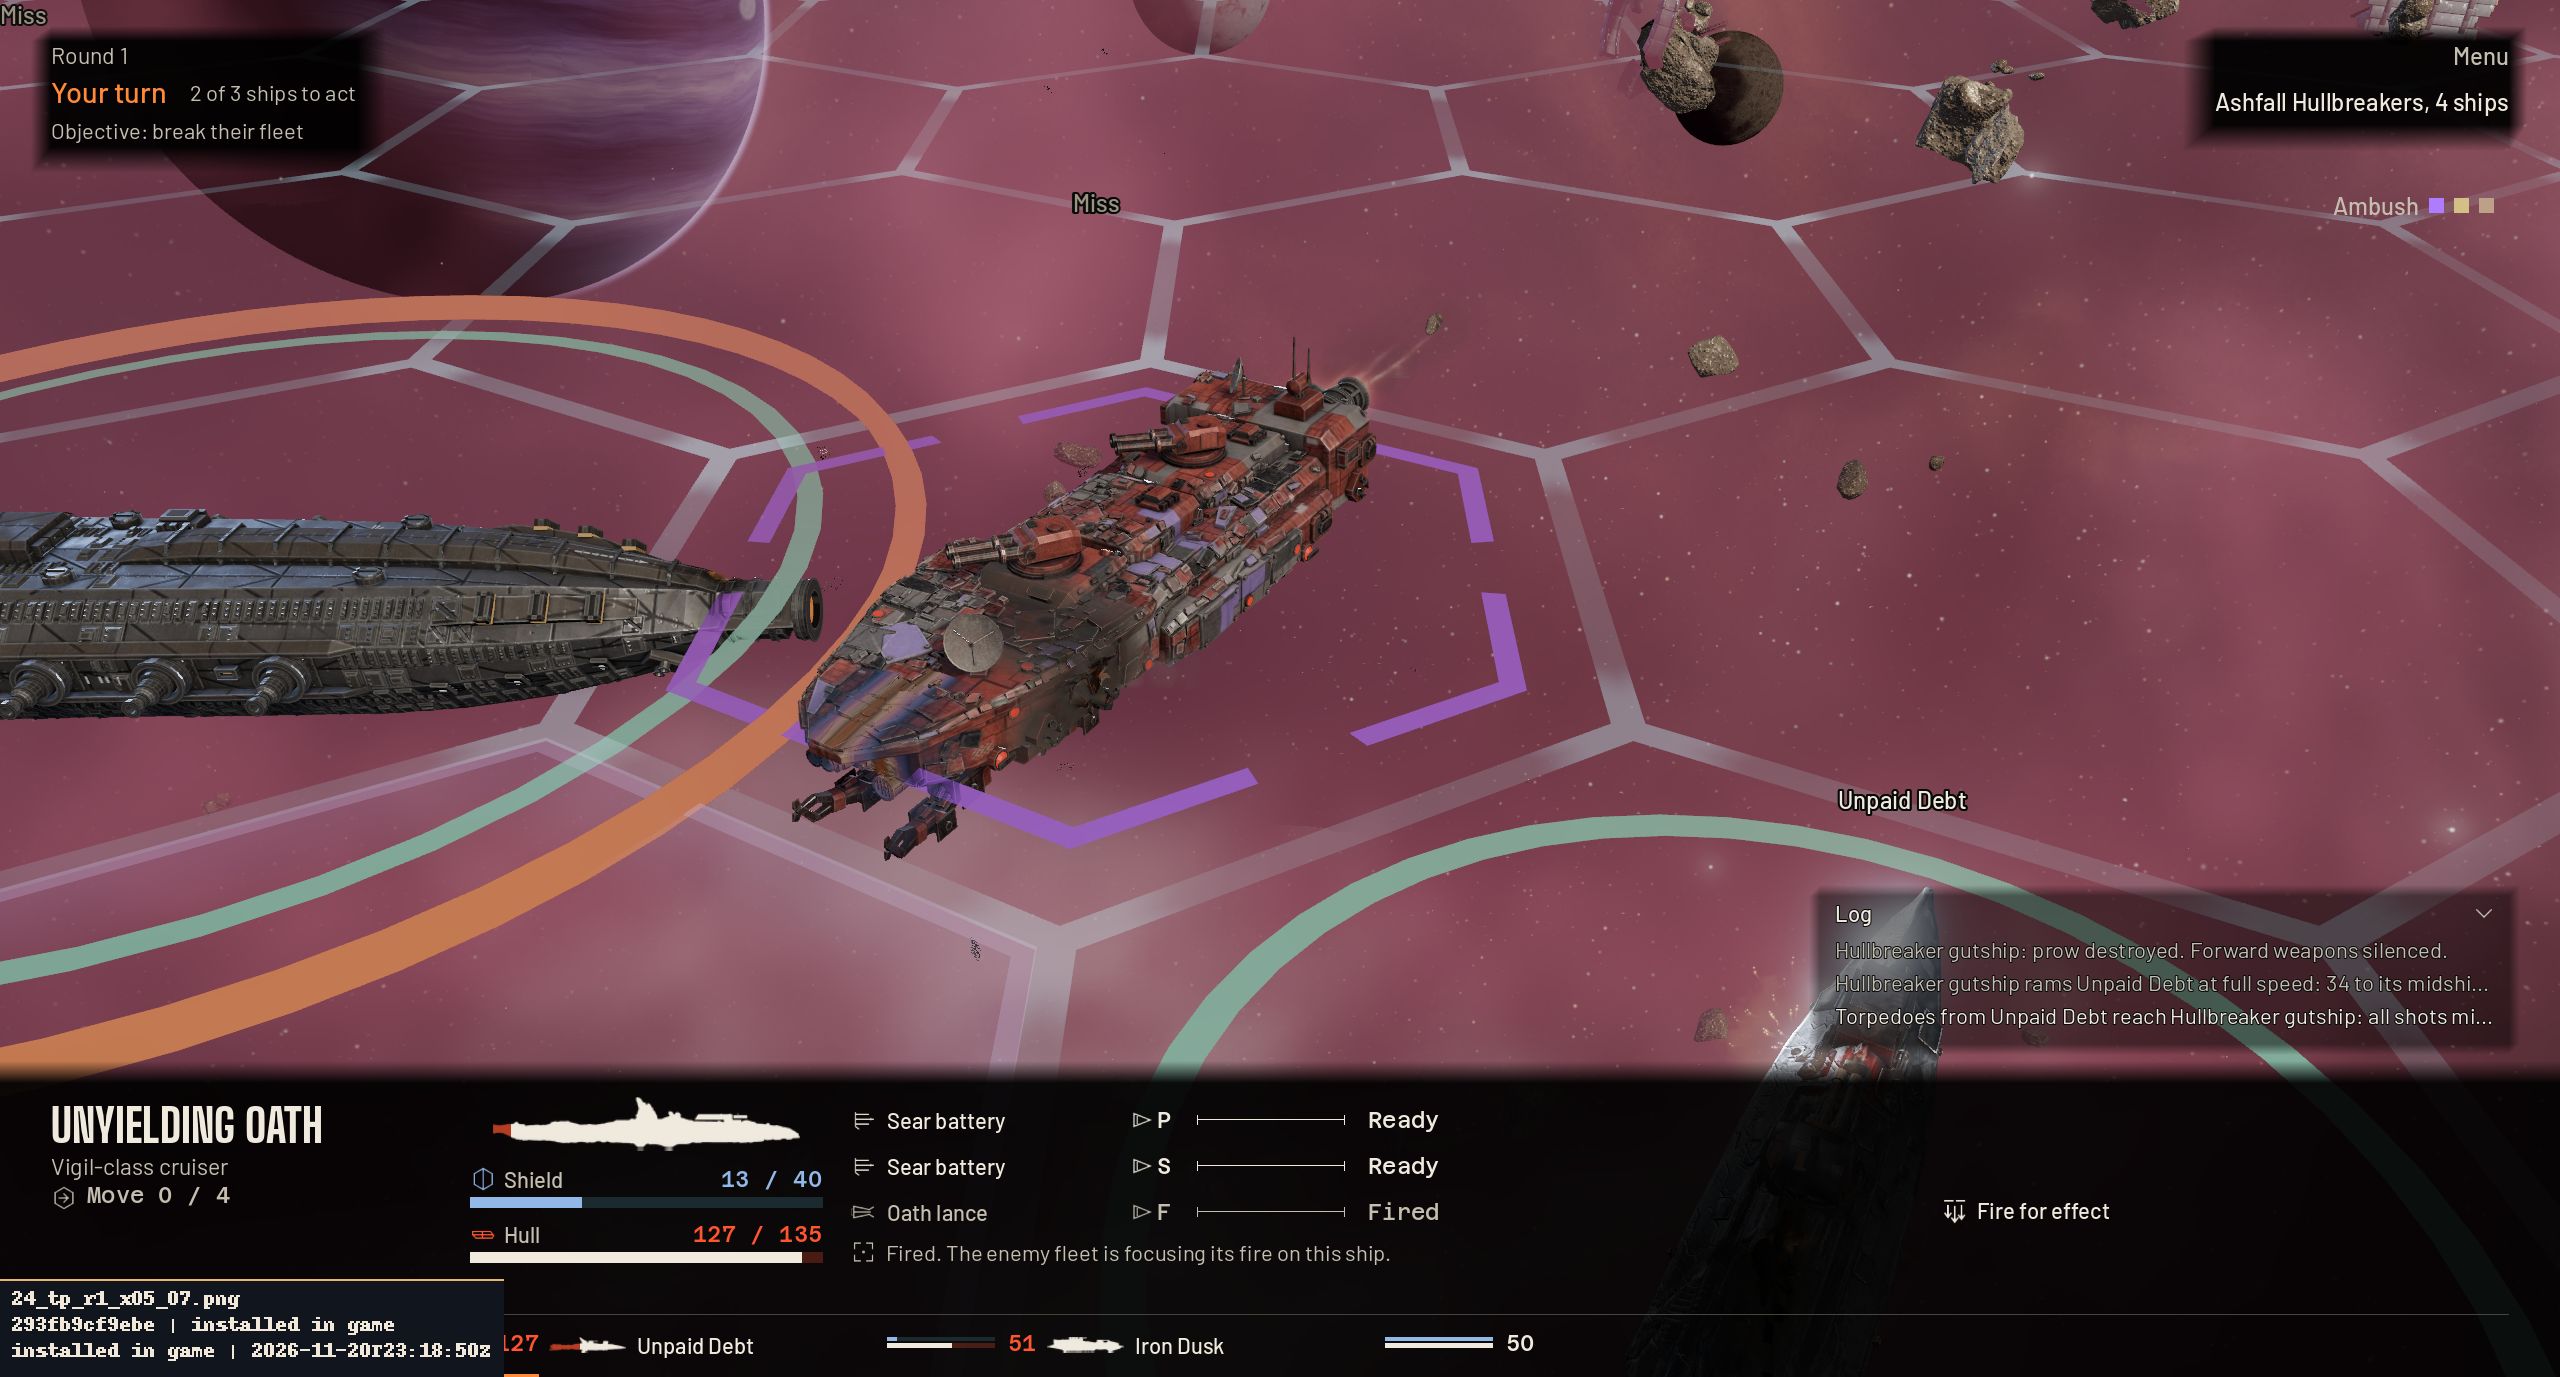 Miss
Round 1
Your turn 2 of 3 ships to act
Objective: break their fleet
Menu
Ashfall Hullbreakers, 4 ships
Ambush
Miss
Unpaid Debt
Log
Hullbreaker gutship: prow destroyed. Forward weapons silenced.
Hullbreaker gutship rams Unpaid Debt at full speed: 34 to its midshi...
Torpedoes from Unpaid Debt reach Hullbreaker gutship: all shots mi...
UNYIELDING OATH
Vigil-class cruiser
Move 0 / 4
Shield 13 / 40
Hull 127 / 135
Sear battery P Ready
Sear battery S Ready
Oath lance F Fired
Fired. The enemy fleet is focusing its fire on this ship.
Fire for effect
24_tp_r1_x05_07.png
293fb9cf9ebe | installed in game
installed in game | 2026-11-20T23:18:50Z
127 Unpaid Debt 51 Iron Dusk 50